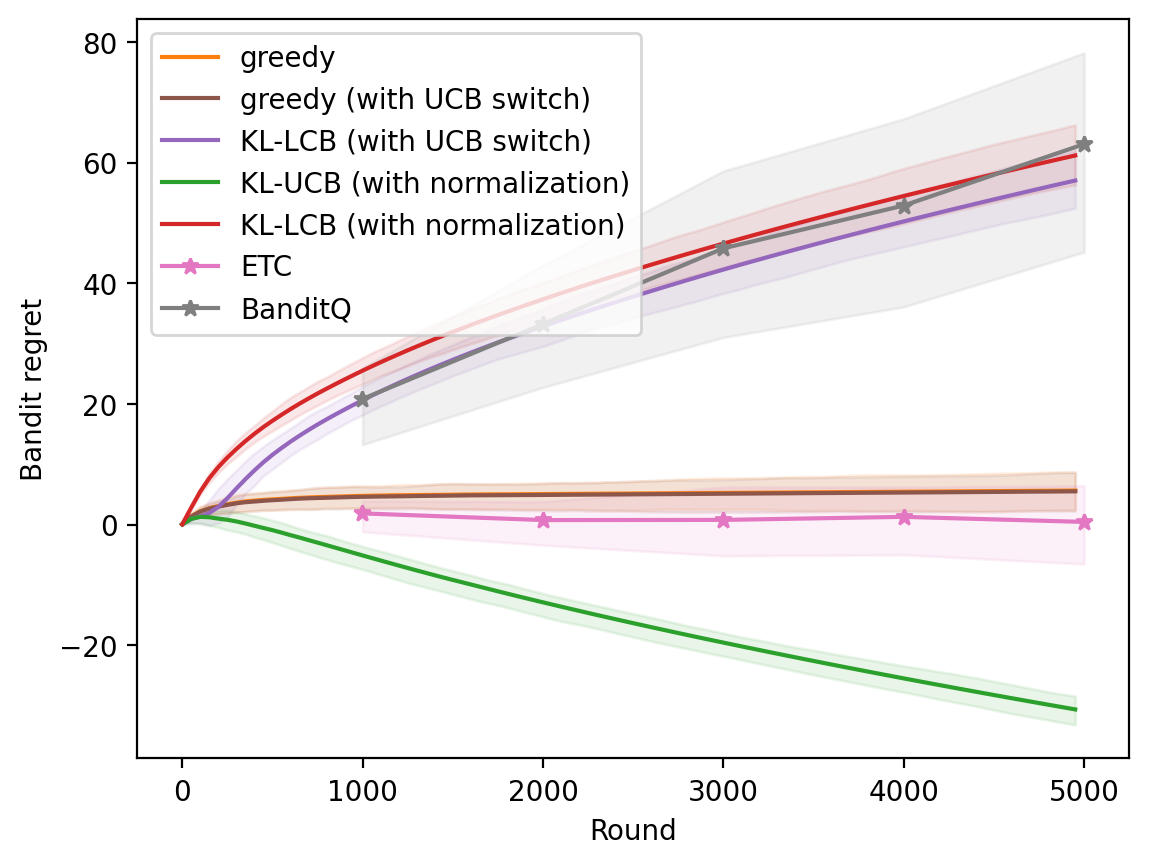 80
60
40
20
0
−20
Bandit regret
greedy
greedy (with UCB switch)
KL-LCB (with UCB switch)
KL-UCB (with normalization)
KL-LCB (with normalization)
ETC
BanditQ
0 1000 2000 3000 4000 5000
Round